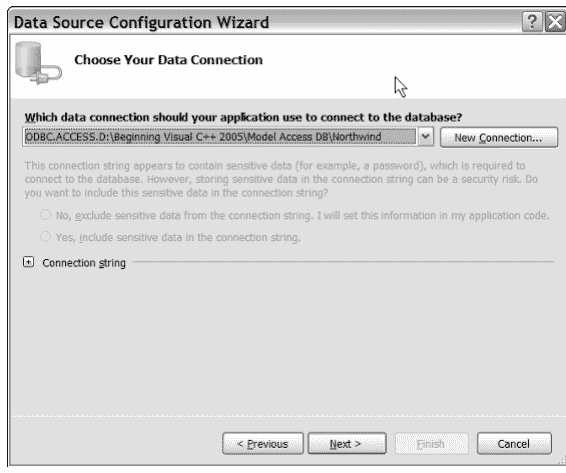 Data Source Configuration Wizard
Choose Your Data Connection
Which data connection should your application use to connect to the database?
ODBC.ACCESS.D:\Beginning Visual C++ 2005\Model Access DB\Northwind
New Connection...
This connection string appears to contain sensitive data (for example, a password), which is required to
connect to the database. However, storing sensitive data in the connection string can be a security risk. Do
you want to include this sensitive data in the connection string?
No, exclude sensitive data from the connection string. I will set this information in my application code.
Yes, include sensitive data in the connection string.
Connection string
< Previous
Next >
Finish
Cancel